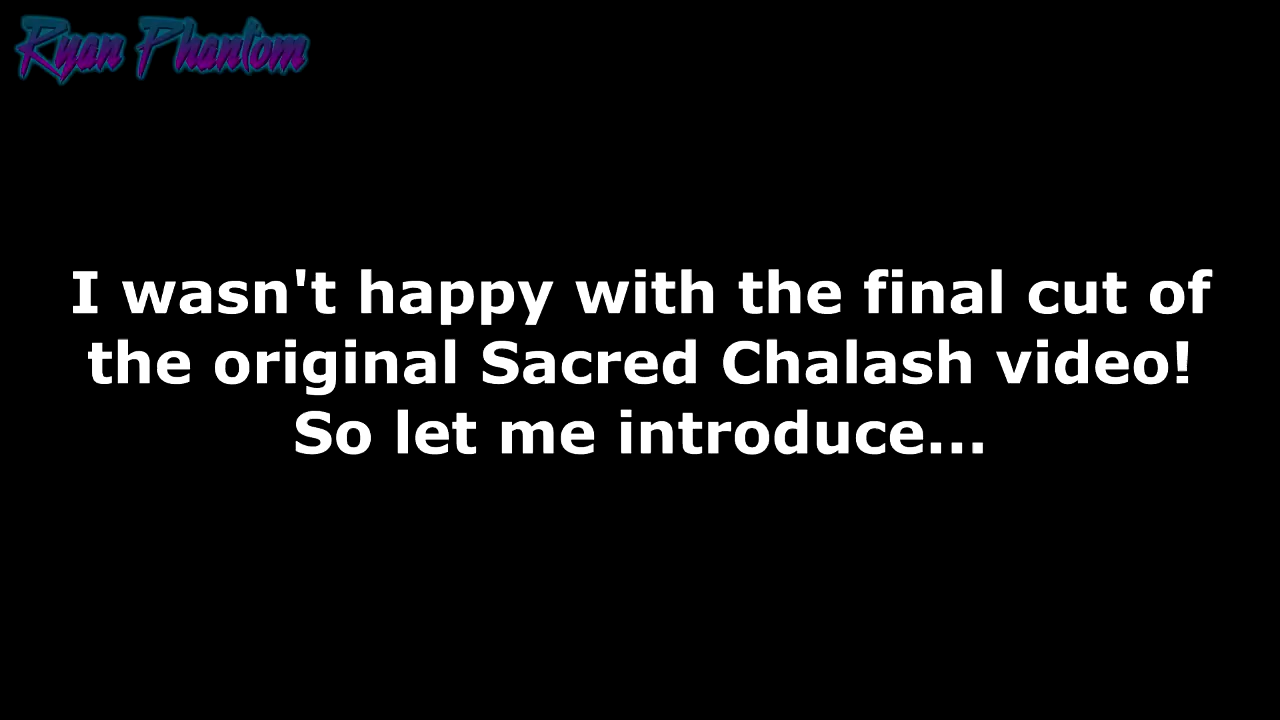 Ryan Phantom
I wasn't happy with the final cut of
the original Sacred Chalash video!
So let me introduce...